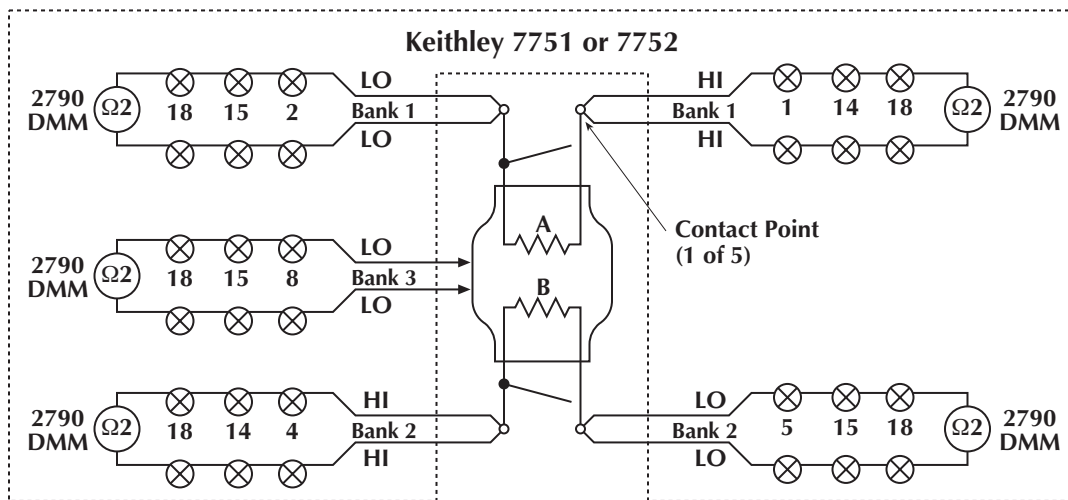 Keithley 7751 or 7752
2790
DMM
Ω2
18 15 2
LO
Bank 1
LO
HI
Bank 1
HI
1 14 18
Ω2
2790
DMM
A
Contact Point
(1 of 5)
2790
DMM
Ω2
18 15 8
LO
Bank 3
LO
B
2790
DMM
Ω2
18 14 4
HI
Bank 2
HI
LO
Bank 2
LO
5 15 18
Ω2
2790
DMM